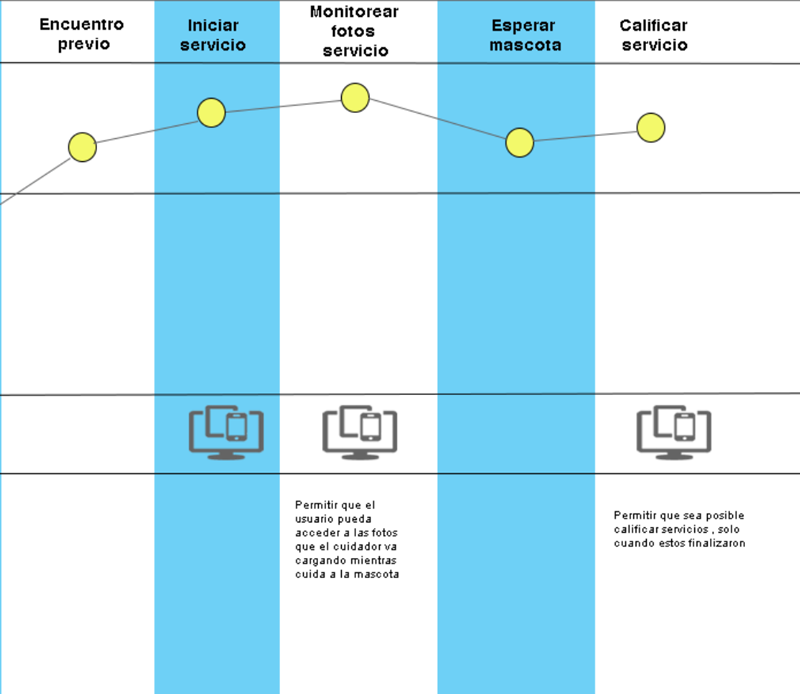 Encuentro
previo
Iniciar
servicio
Monitorear
fotos
servicio
Esperar
mascota
Calificar
servicio
Permitir que el
usuario pueda
acceder a las fotos
que el cuidador va
cargando mientras
cuida a la mascota
Permitir que sea posible
calificar servicios , solo
cuando estos finalizaron